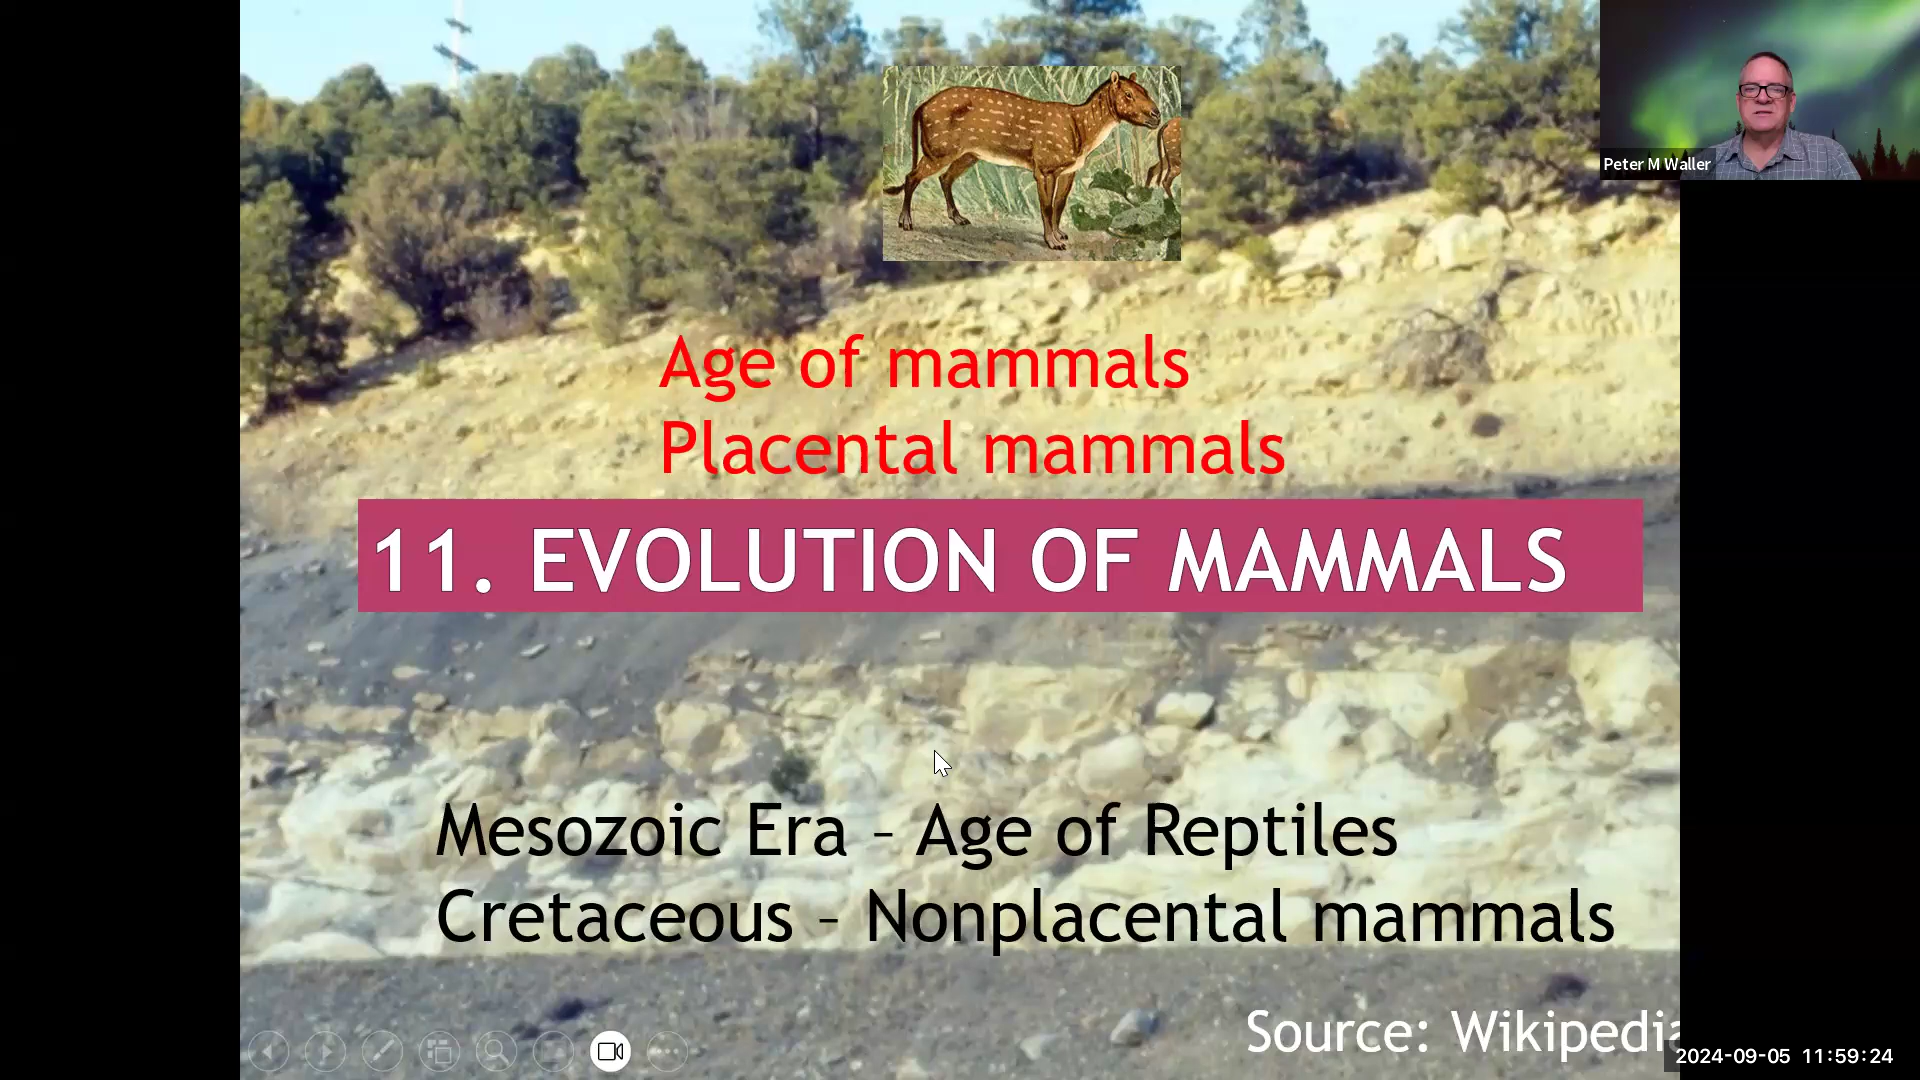 Peter M Waller
Age of mammals
Placental mammals
11. EVOLUTION OF MAMMALS
Mesozoic Era – Age of Reptiles
Cretaceous – Nonplacental mammals
Source: Wikipedia
2024-09-05 11:59:24